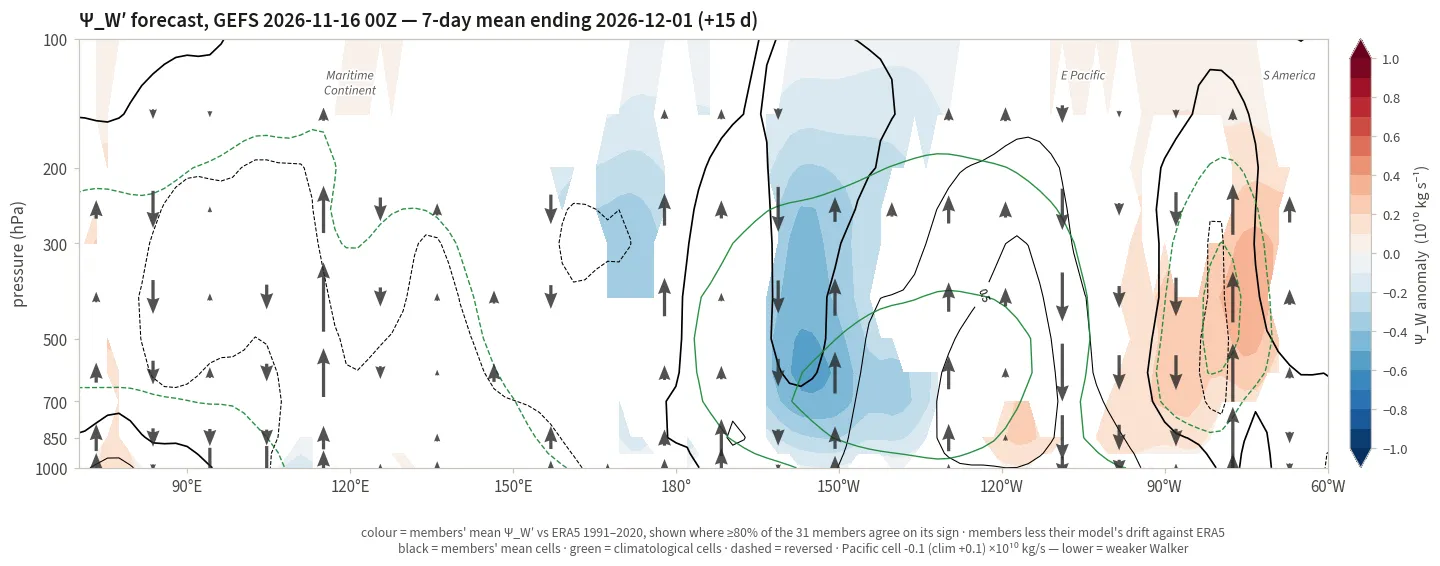 Ψ_W′ forecast, GEFS 2026-11-16 00Z — 7-day mean ending 2026-12-01 (+15 d)
100
200
300
500
700
850
1000
pressure (hPa)
Maritime
Continent
E Pacific
S America
0.5
90°E
120°E
150°E
180°
150°W
120°W
90°W
60°W
1.0
0.8
0.6
0.4
0.2
0.0
−0.2
−0.4
−0.6
−0.8
−1.0
Ψ_W anomaly (10¹⁰ kg s⁻¹)
colour = members' mean Ψ_W′ vs ERA5 1991–2020, shown where ≥80% of the 31 members agree on its sign · members less their model's drift against ERA5
black = members' mean cells · green = climatological cells · dashed = reversed · Pacific cell -0.1 (clim +0.1) ×10¹⁰ kg/s — lower = weaker Walker